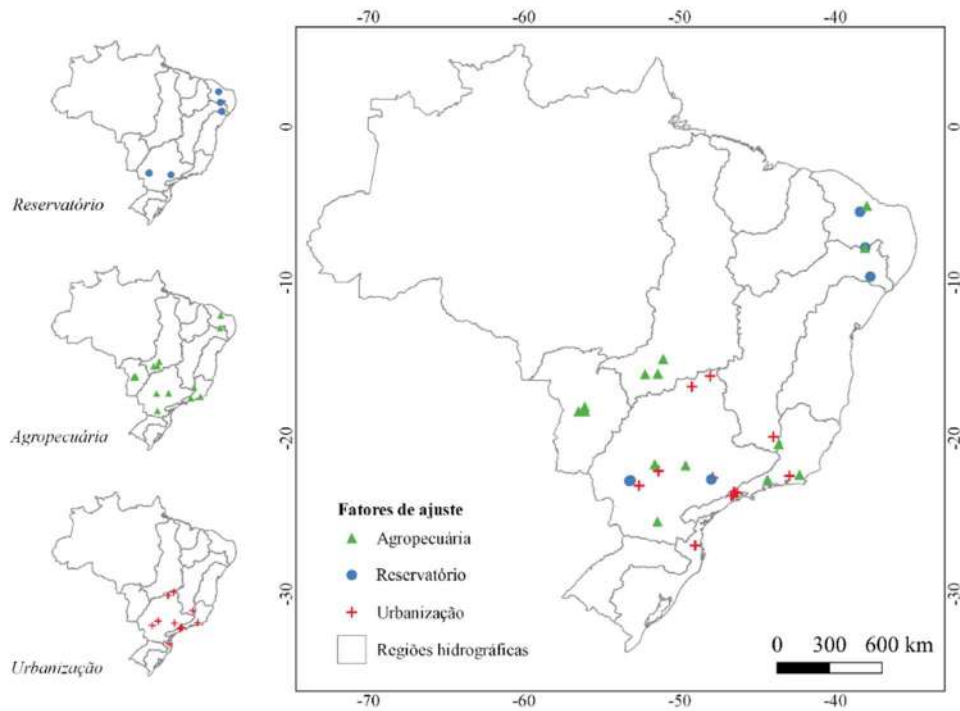 -70
-60
-50
-40
Reservatório
Agropecuária
Urbanização
0
-10
-20
-30
0
-10
-20
-30
Fatores de ajuste
Agropecuária
Reservatório
Urbanização
Regiões hidrográficas
0 300 600 km
-70
-60
-50
-40